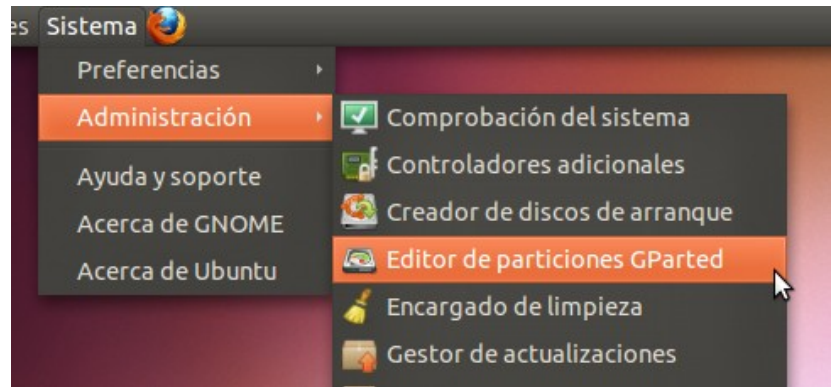 es Sistema
Preferencias
Administración
Ayuda y soporte
Acerca de GNOME
Acerca de Ubuntu
Comprobación del sistema
Controladores adicionales
Creador de discos de arranque
Editor de particiones GParted
Encargado de limpieza
Gestor de actualizaciones